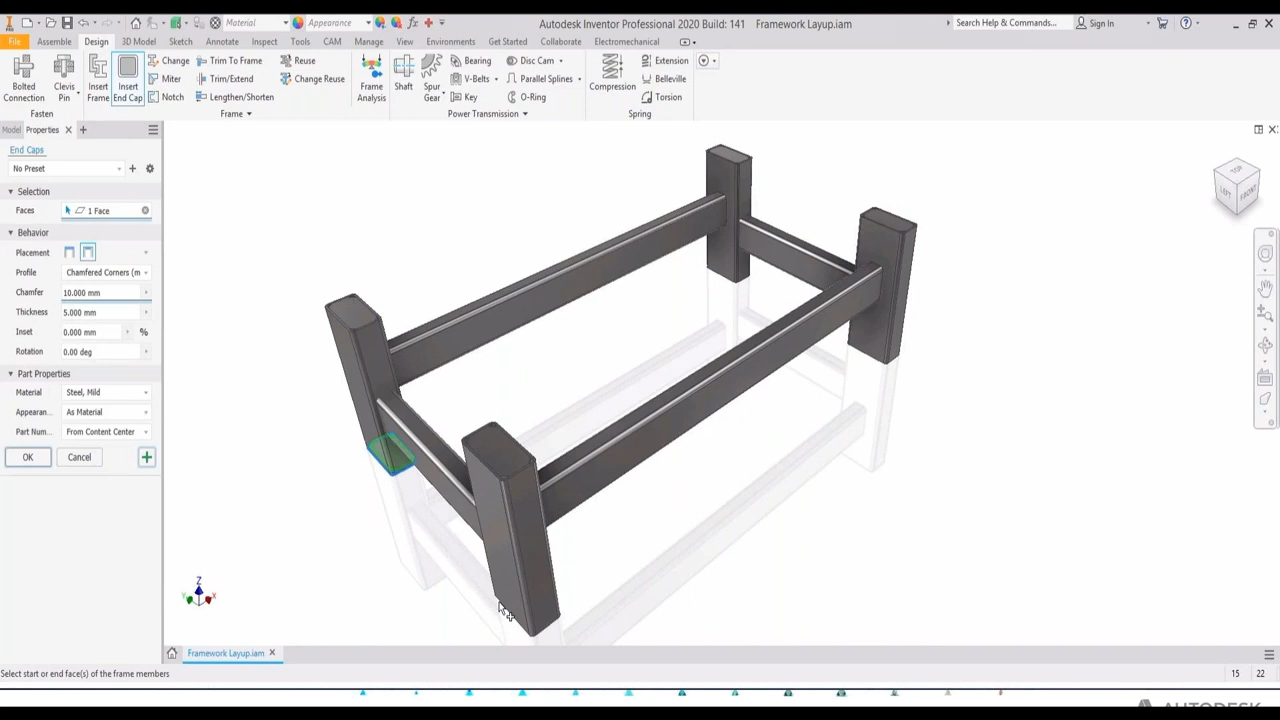 Material
Appearance
Autodesk Inventor Professional 2020 Build: 141 Framework Layup.iam
Search Help & Commands...
Sign In
File
Assemble
Design
3D Model
Sketch
Annotate
Inspect
Tools
CAM
Manage
View
Environments
Get Started
Collaborate
Electromechanical
Bolted Connection
Clevis Pin
Insert Frame
Insert End Cap
Change
Miter
Notch
Trim To Frame
Trim/Extend
Lengthen/Shorten
Reuse
Change Reuse
Frame Analysis
Shaft
Spur Gear
Bearing
V-Belts
Key
Disc Cam
Parallel Splines
O-Ring
Compression
Extension
Belleville
Torsion
Fasten
Frame
Power Transmission
Spring
Model
Properties
End Caps
No Preset
Selection
Faces 1 Face
Behavior
Placement
Profile Chamfered Corners (m
Chamfer 10.000 mm
Thickness 5.000 mm
Inset 0.000 mm %
Rotation 0.00 deg
Part Properties
Material Steel, Mild
Appearan... As Material
Part Num... From Content Center
OK Cancel
TOP
LEFT
FRONT
Z
Y
X
Framework Layup.iam
Select start or end face(s) of the frame members
15 22
AUTODESK